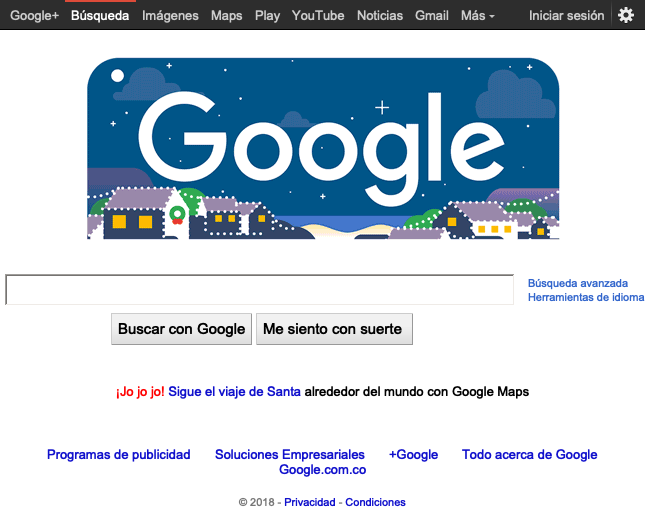 Google+ Búsqueda Imágenes Maps Play YouTube Noticias Gmail Más Iniciar sesión
Google
Búsqueda avanzada
Herramientas de idioma
Buscar con Google Me siento con suerte
¡Jo jo jo! Sigue el viaje de Santa alrededor del mundo con Google Maps
Programas de publicidad Soluciones Empresariales +Google Todo acerca de Google
Google.com.co
© 2018 - Privacidad - Condiciones